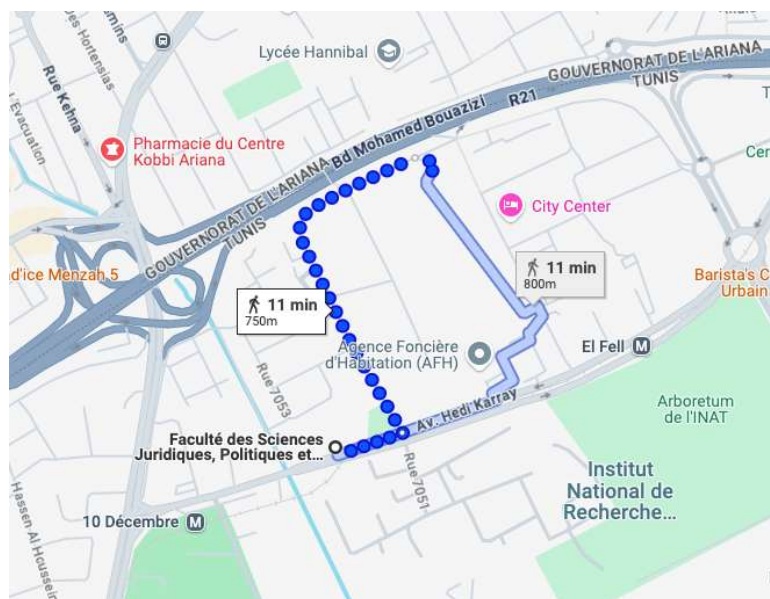 Des Hortensias
Rue Kehna
L'Evacuation
Lycée Hannibal
GOUVERNORAT DE L'ARIANA
TUNIS
R21
Bd Mohamed Bouazizi
Pharmacie du Centre
Kobbi Ariana
GOUVERNORAT DE L'ARIANA
TUNIS
City Center
d'ice Menzah 5
11 min
800m
Barista's C
Urbain
11 min
750m
Agence Foncière
d'Habitation (AFH)
El Fell
M
Rue 7053
Av. Hedi Karray
Arboretum
de l'INAT
Faculté des Sciences
Juridiques, Politiques et...
Rue 7051
Institut
National de
Recherche...
10 Décembre
M
Hassen Al Houssein